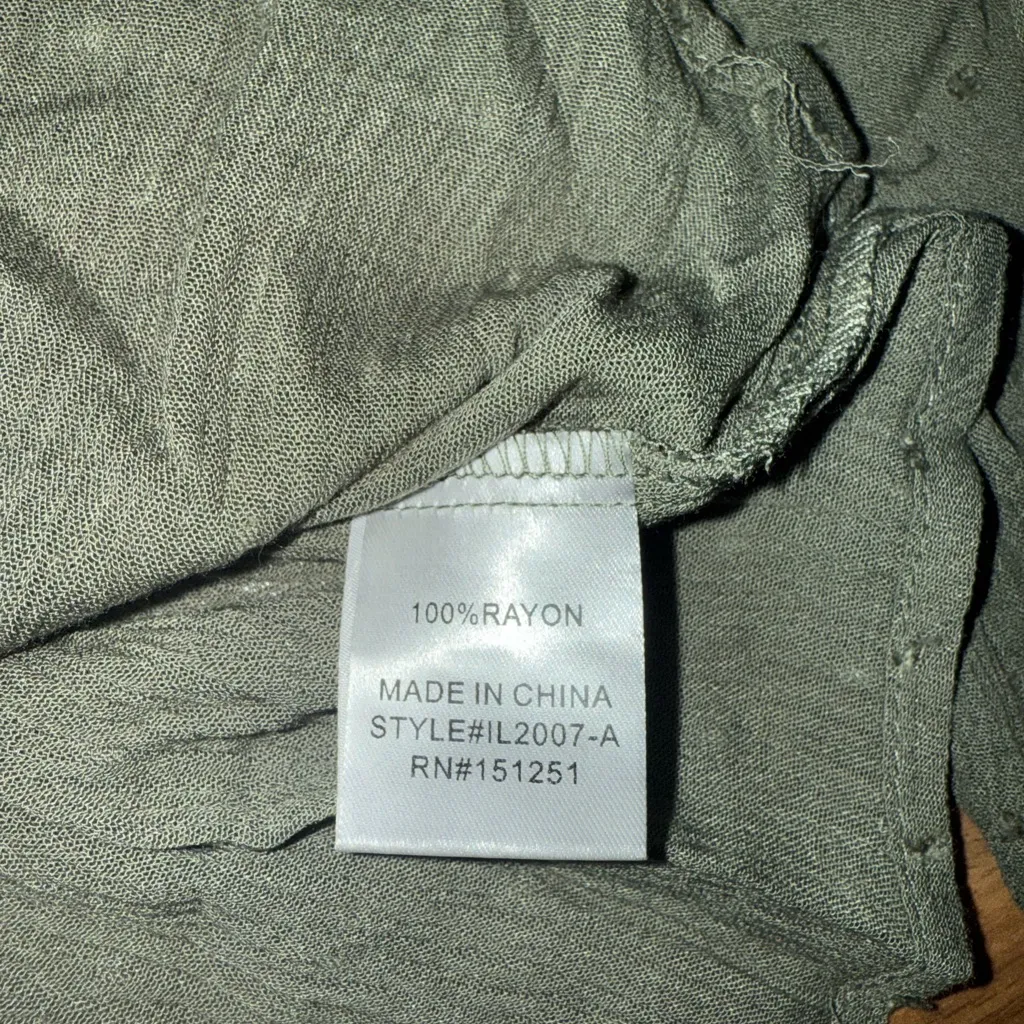 100%RAYON
MADE IN CHINA
STYLE#IL2007-A
RN#151251